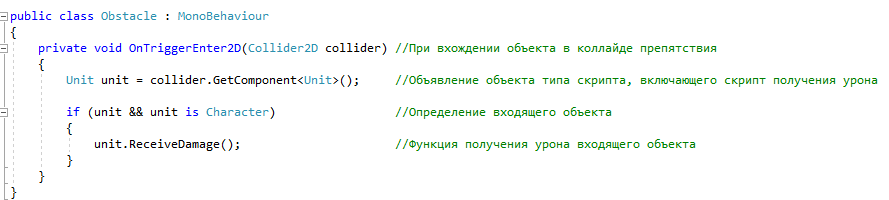 public class Obstacle : MonoBehaviour
{
    private void OnTriggerEnter2D(Collider2D collider) //При вхождении объекта в коллайде препятствия
    {
        Unit unit = collider.GetComponent<Unit>();     //Объявление объекта типа скрипта, включающего скрипт получения урона
        if (unit && unit is Character)                 //Определение входящего объекта
        {
            unit.ReceiveDamage();                      //Функция получения урона входящего объекта
        }
    }
}